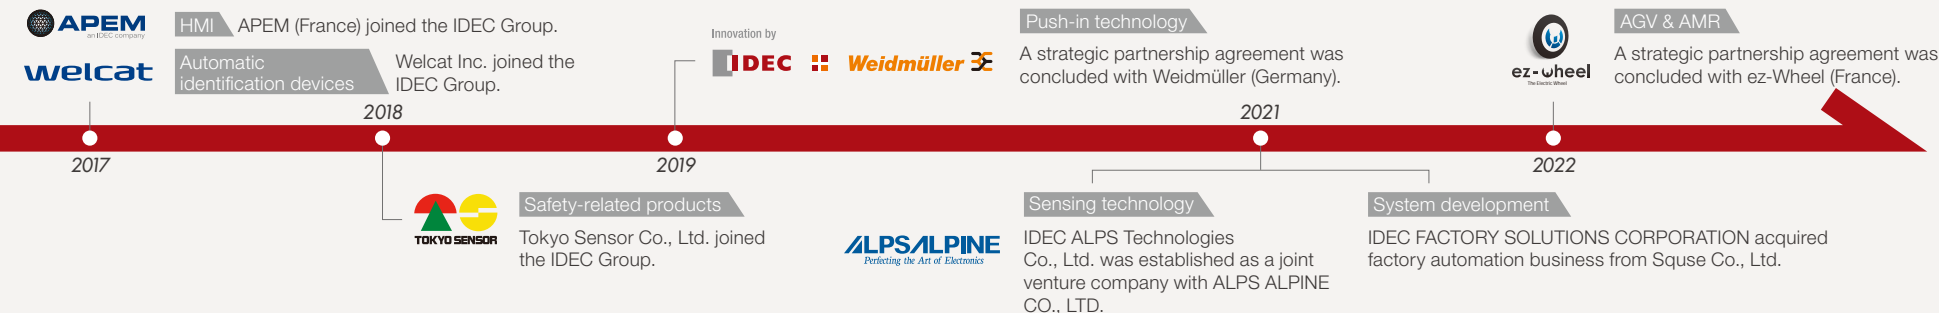 APEM
an IDEC company
HMI
APEM (France) joined the IDEC Group.
welcat
Automatic
identification devices
Welcat Inc. joined the
IDEC Group.
Innovation by
IDEC
Weidmüller
Push-in technology
A strategic partnership agreement was
concluded with Weidmüller (Germany).
ez-wheel
The Electric Wheel
AGV & AMR
A strategic partnership agreement was
concluded with ez-Wheel (France).
2018
2021
2017
2019
2022
TOKYO SENSOR
Safety-related products
Tokyo Sensor Co., Ltd. joined
the IDEC Group.
ALPSALPINE
Perfecting the Art of Electronics
Sensing technology
IDEC ALPS Technologies
Co., Ltd. was established as a joint
venture company with ALPS ALPINE
CO., LTD.
System development
IDEC FACTORY SOLUTIONS CORPORATION acquired
factory automation business from Squse Co., Ltd.